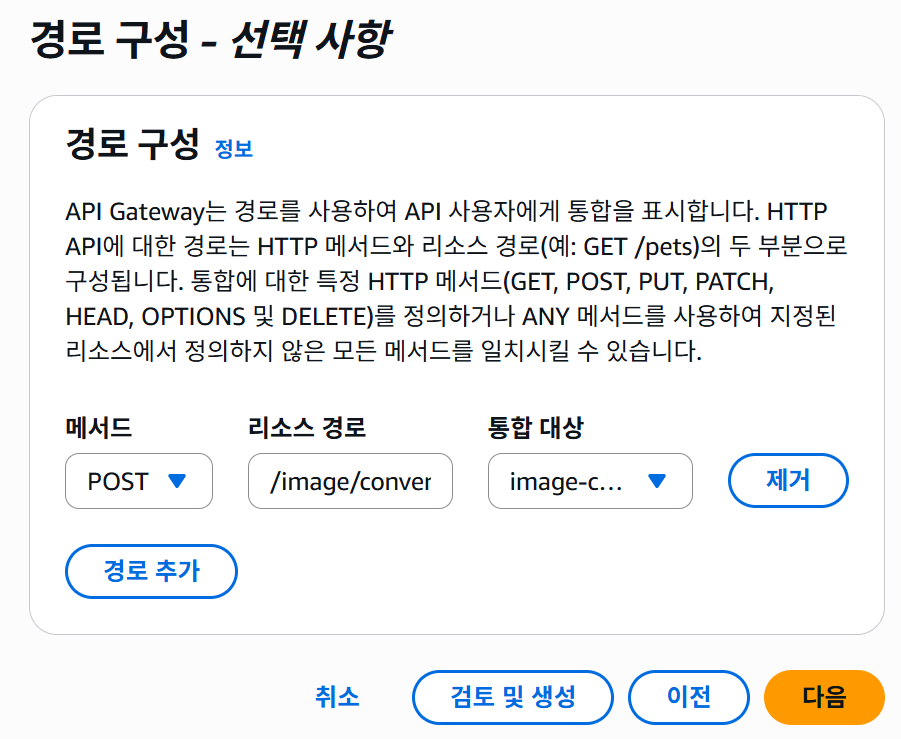 경로 구성 - 선택 사항
경로 구성 정보
API Gateway는 경로를 사용하여 API 사용자에게 통합을 표시합니다. HTTP
API에 대한 경로는 HTTP 메서드와 리소스 경로(예: GET /pets)의 두 부분으로
구성됩니다. 통합에 대한 특정 HTTP 메서드(GET, POST, PUT, PATCH,
HEAD, OPTIONS 및 DELETE)를 정의하거나 ANY 메서드를 사용하여 지정된
리소스에서 정의하지 않은 모든 메서드를 일치시킬 수 있습니다.
메서드 리소스 경로 통합 대상
POST /image/conver image-c... 제거
경로 추가
취소 검토 및 생성 이전 다음